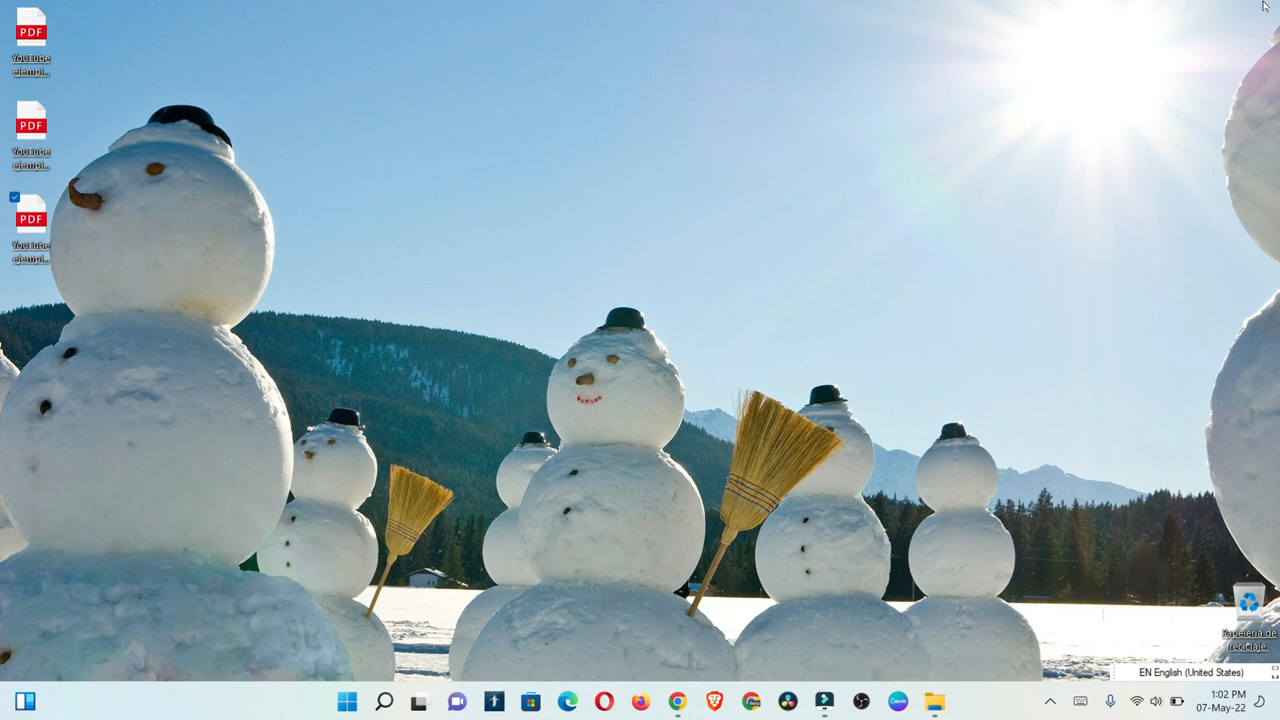 PDF
YouTube
ejempl...
PDF
YouTube
ejempl...
PDF
YouTube
ejempl...
Papelera de
reciclaje
EN English (United States)
Canva
1:02 PM
07-May-22